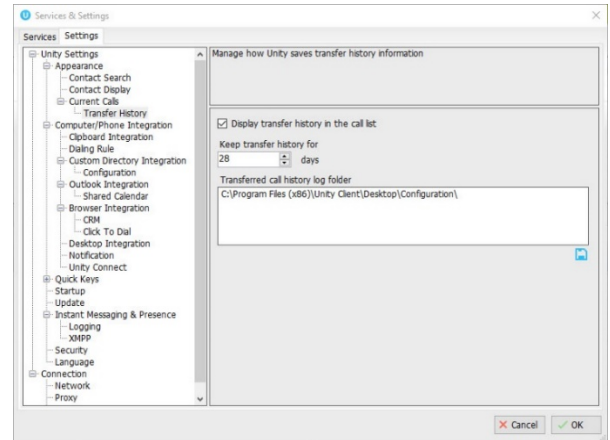 Services & Settings
Services Settings
Unity Settings
Appearance
Contact Search
Contact Display
Current Calls
Transfer History
Computer/Phone Integration
Clipboard Integration
Dialing Rule
Custom Directory Integration
Configuration
Outlook Integration
Shared Calendar
Browser Integration
CRM
Click To Dial
Desktop Integration
Notification
Unity Connect
Quick Keys
Startup
Update
Instant Messaging & Presence
Logging
XMPP
Security
Language
Connection
Network
Proxy
Manage how Unity saves transfer history information
Display transfer history in the call list
Keep transfer history for
28 days
Transferred call history log folder
C:\Program Files (x86)\Unity Client\Desktop\Configuration\
Cancel OK